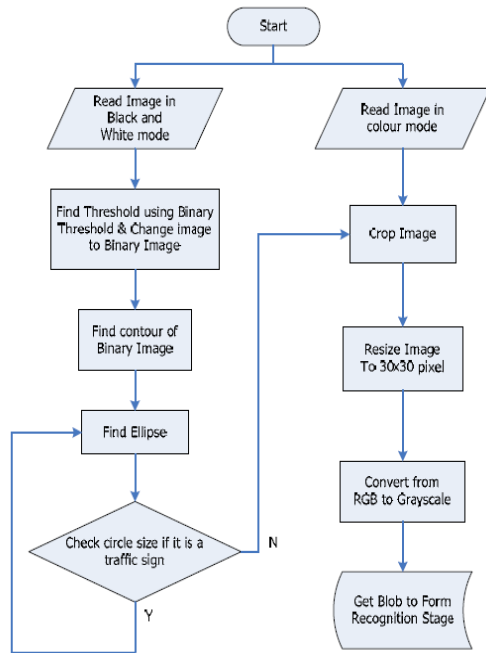 Start
Read Image in
Black and
White mode
Read Image in
colour mode
Find Threshold using Binary
Threshold & Change image
to Binary Image
Crop Image
Find contour of
Binary Image
Resize Image
To 30x30 pixel
Find Ellipse
Convert from
RGB to Grayscale
Check circle size if it is a
traffic sign
N
Y
Get Blob to Form
Recognition Stage